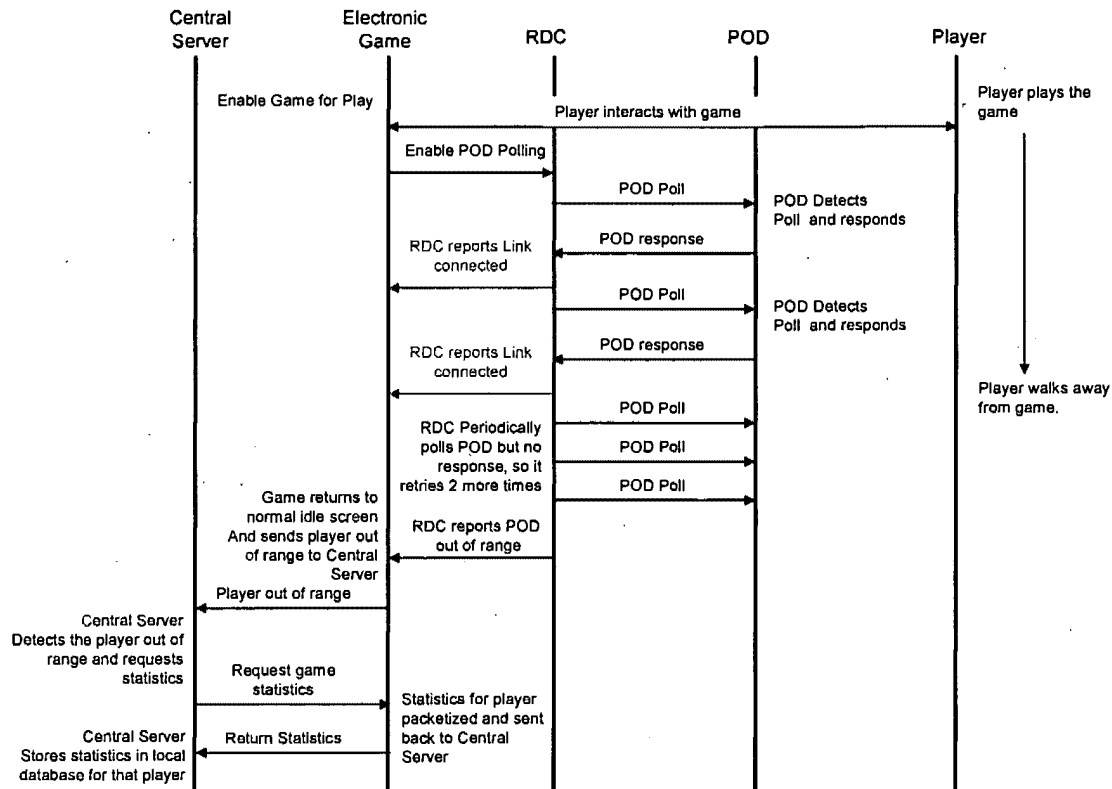 Central
Server
Electronic
Game
RDC
POD
Player
Enable Game for Play
Player interacts with game
Player plays the
game
Enable POD Polling
POD Poll
POD Detects
Poll and responds
POD response
RDC reports Link
connected
POD Poll
POD Detects
Poll and responds
POD response
RDC reports Link
connected
Player walks away
from game.
POD Poll
RDC Periodically
polls POD but no
response, so it
retries 2 more times
POD Poll
POD Poll
Game returns to
normal idle screen
And sends player out
of range to Central
Server
RDC reports POD
out of range
Player out of range
Central Server
Detects the player out of
range and requests
statistics
Request game
statistics
Statistics for player
packetized and sent
back to Central
Server
Central Server
Stores statistics in local
database for that player
Return Statistics